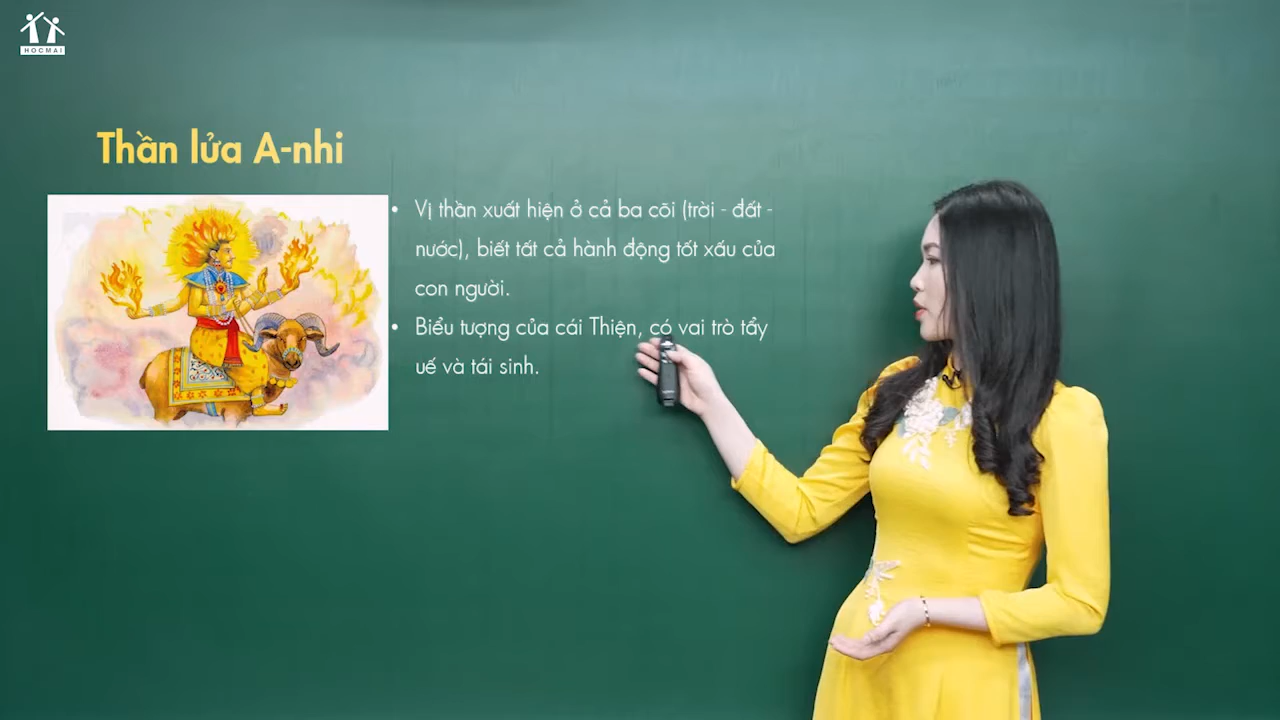 HOCMAI
Thần lửa A-nhi
• Vị thần xuất hiện ở cả ba cõi (trời - đất -
nước), biết tất cả hành động tốt xấu của
con người.
• Biểu tượng của cái Thiện, có vai trò tẩy
uế và tái sinh.